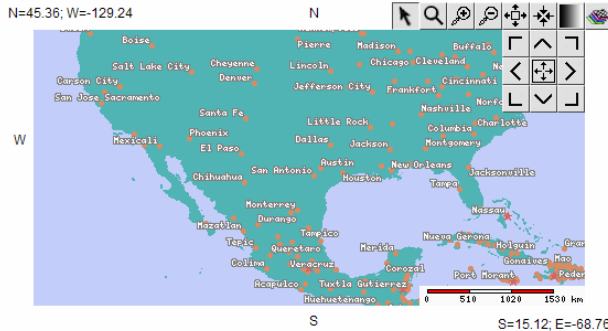 N=45.36; W=-129.24
N
Boise
Pierre
Madison
Buffalo
Salt Lake City
Cheyenne
Lincoln
Chicago
Cleveland
Carson City
Denver
Jefferson City
Cincinnati
San Jose
Sacramento
Frankfort
Norfo
Santa Fe
Nashville
Phoenix
Little Rock
Charlotte
Columbia
W
Mexicali
El Paso
Dallas
Jackson
Montgomery
Austin
San Antonio
New Orleans
Chihuahua
Houston
Jacksonville
Tampa
Monterrey
Nassau
Durango
Mazatlan
Tampico
Tepic
Queretaro
Merida
Nueva Gerona
Holguin
Gran
Colima
Veracruz
Corozal
Gonaives
Mao
Acapulco
Tuxtla Gutierrez
Port Morant
Peder
Huehuetenango
0 510 1020 1530 km
S
S=15.12; E=-68.76